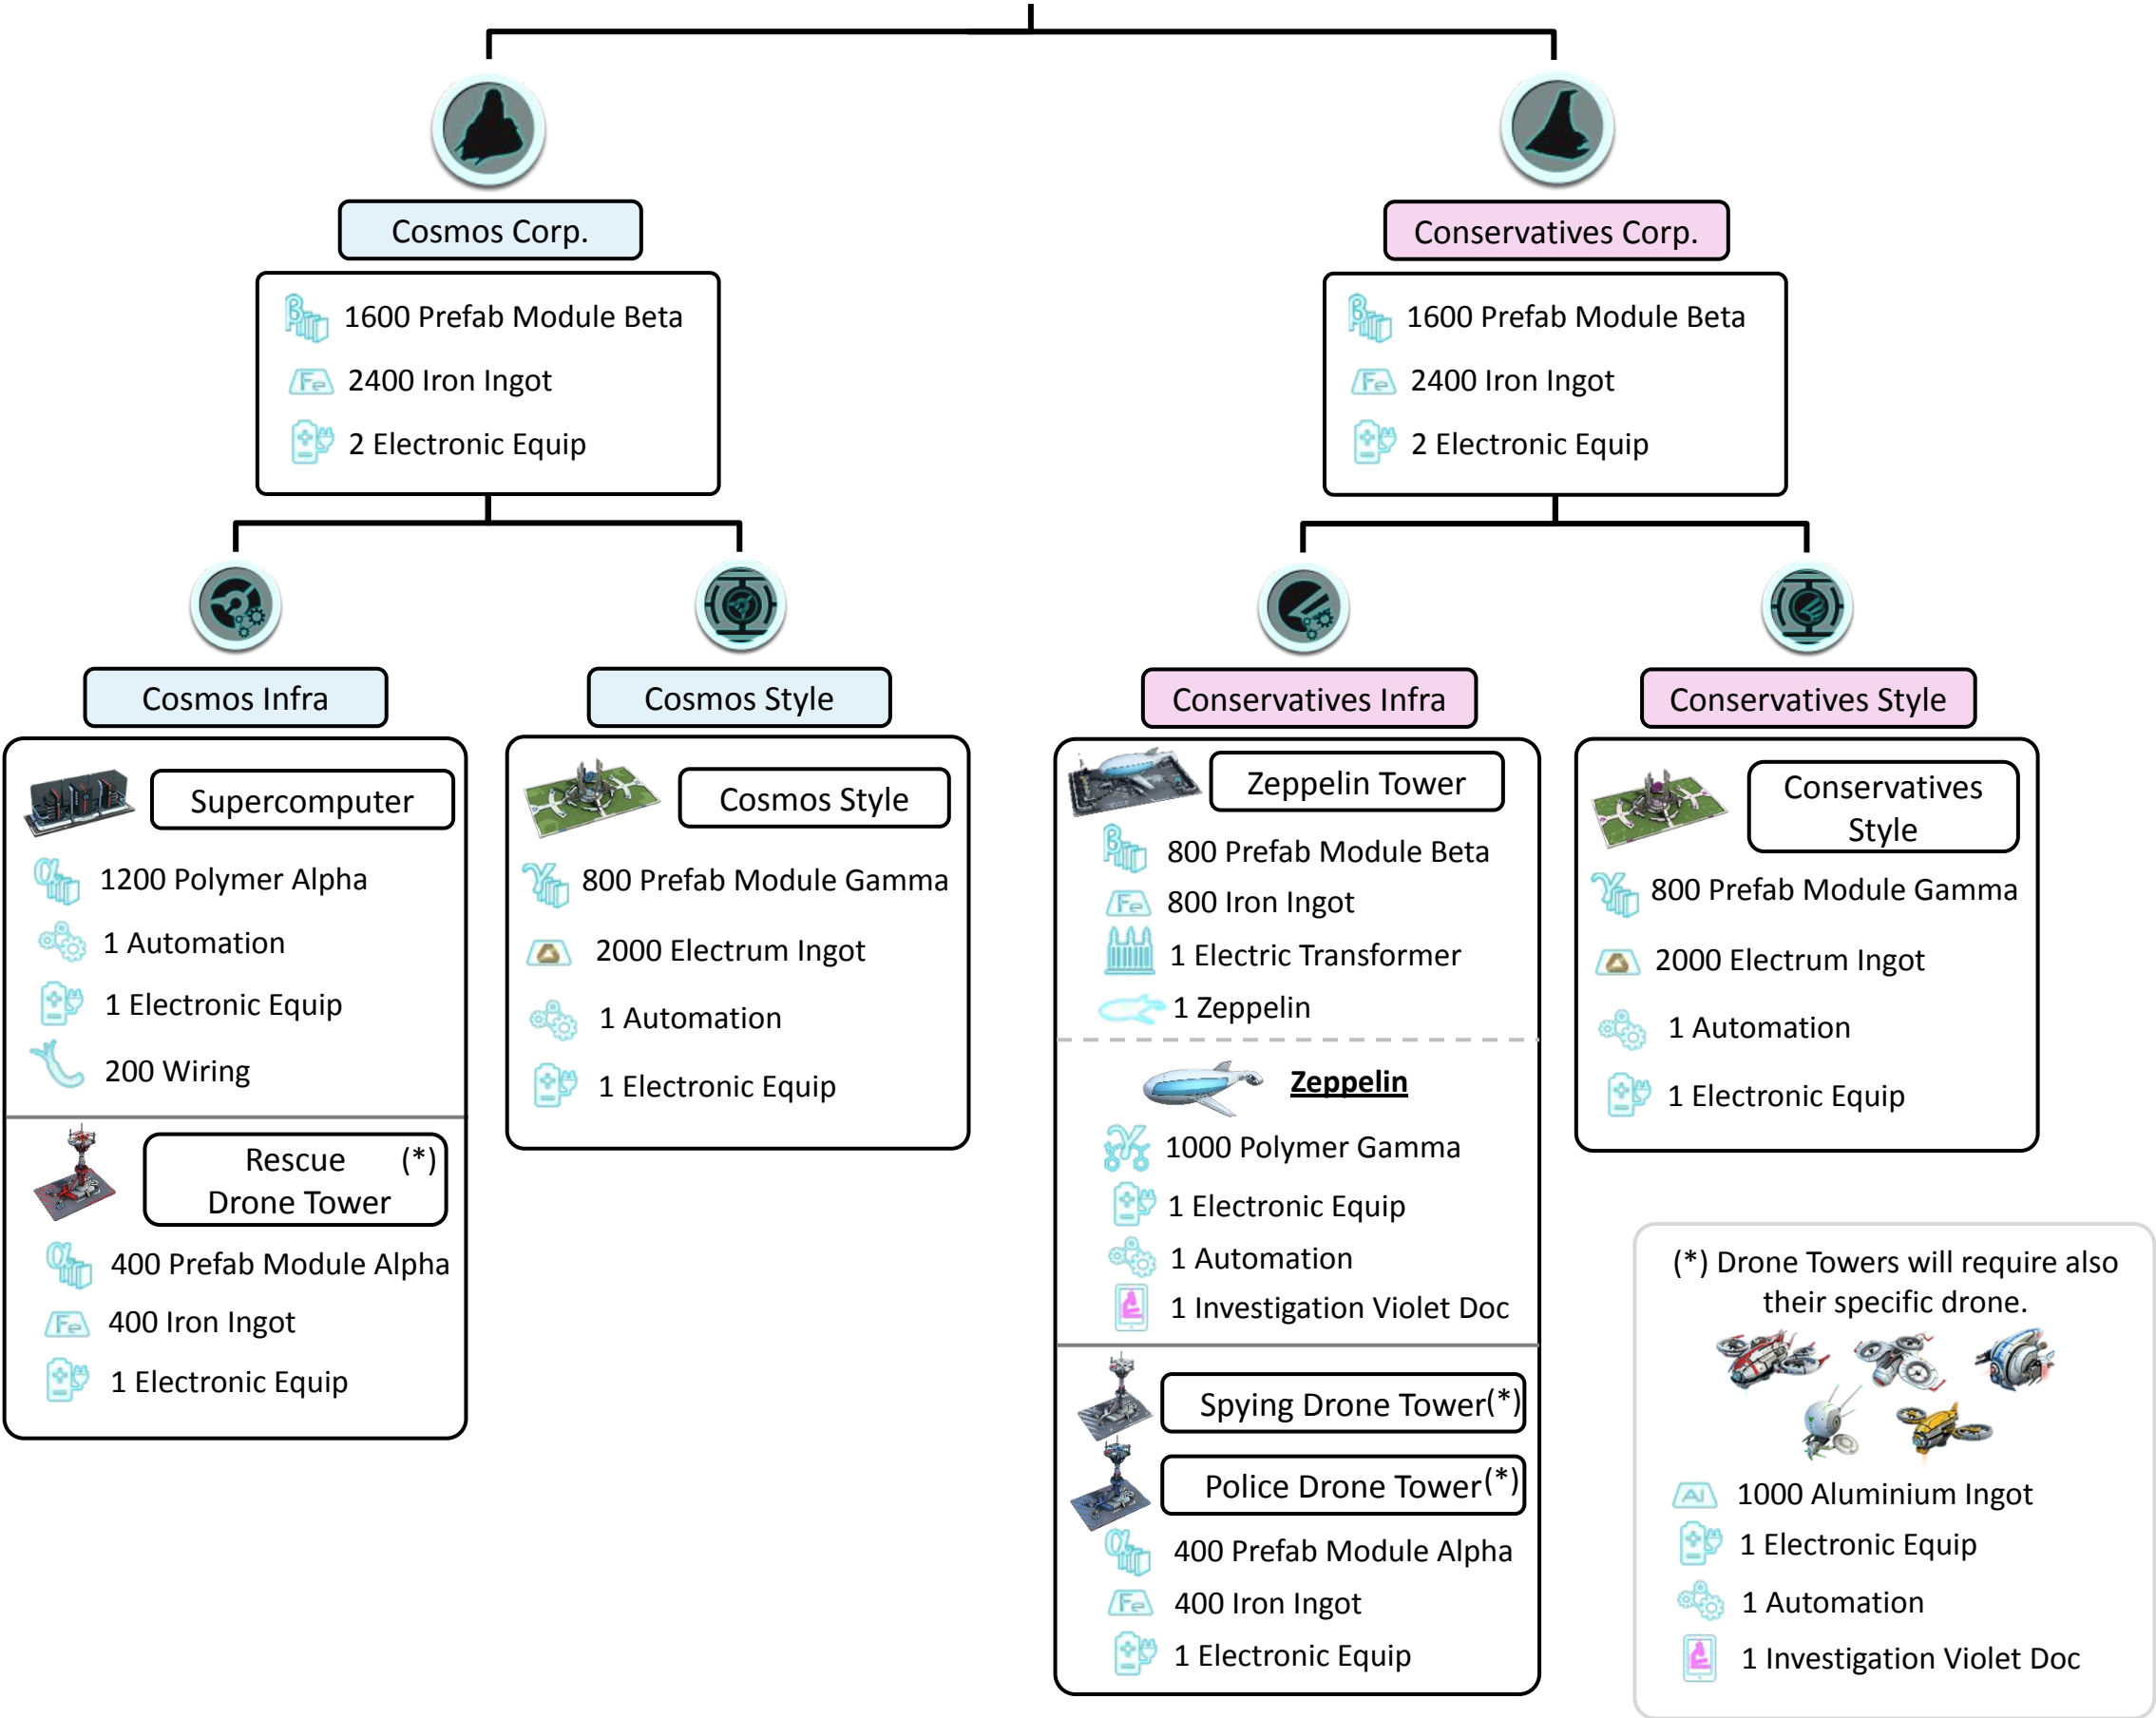 Cosmos Corp.
1600 Prefab Module Beta
Fe 2400 Iron Ingot
2 Electronic Equip
Conservatives Corp.
1600 Prefab Module Beta
Fe 2400 Iron Ingot
2 Electronic Equip
Cosmos Infra
Supercomputer
α 1200 Polymer Alpha
1 Automation
1 Electronic Equip
200 Wiring
Rescue (*)
Drone Tower
α 400 Prefab Module Alpha
Fe 400 Iron Ingot
1 Electronic Equip
Cosmos Style
Cosmos Style
γ 800 Prefab Module Gamma
2000 Electrum Ingot
1 Automation
1 Electronic Equip
Conservatives Infra
Zeppelin Tower
β 800 Prefab Module Beta
Fe 800 Iron Ingot
1 Electric Transformer
1 Zeppelin
Zeppelin
γ 1000 Polymer Gamma
1 Electronic Equip
1 Automation
1 Investigation Violet Doc
Spying Drone Tower(*)
Police Drone Tower(*)
α 400 Prefab Module Alpha
Fe 400 Iron Ingot
1 Electronic Equip
Conservatives Style
Conservatives
Style
γ 800 Prefab Module Gamma
2000 Electrum Ingot
1 Automation
1 Electronic Equip
(*) Drone Towers will require also
their specific drone.
Al 1000 Aluminium Ingot
1 Electronic Equip
1 Automation
1 Investigation Violet Doc